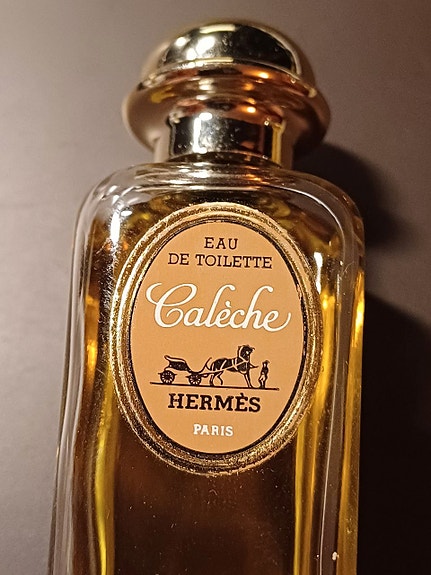 EAU
DE TOILETTE
Calèche
HERMÈS
PARIS